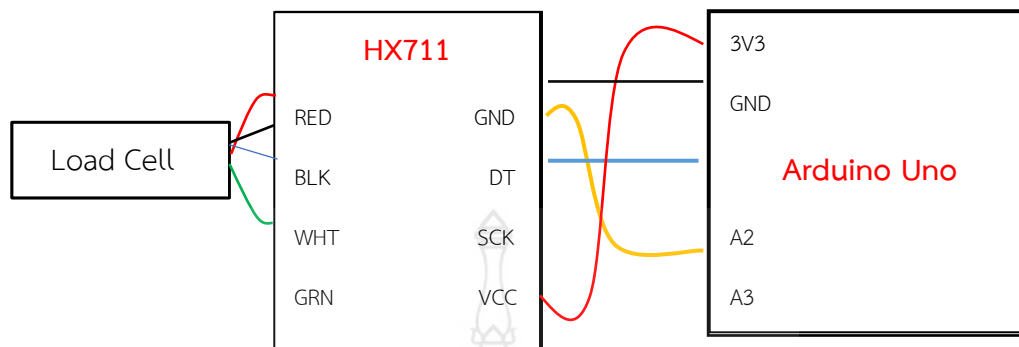 Load Cell
HX711
RED
BLK
WHT
GRN
GND
DT
SCK
VCC
3V3
GND
Arduino Uno
A2
A3